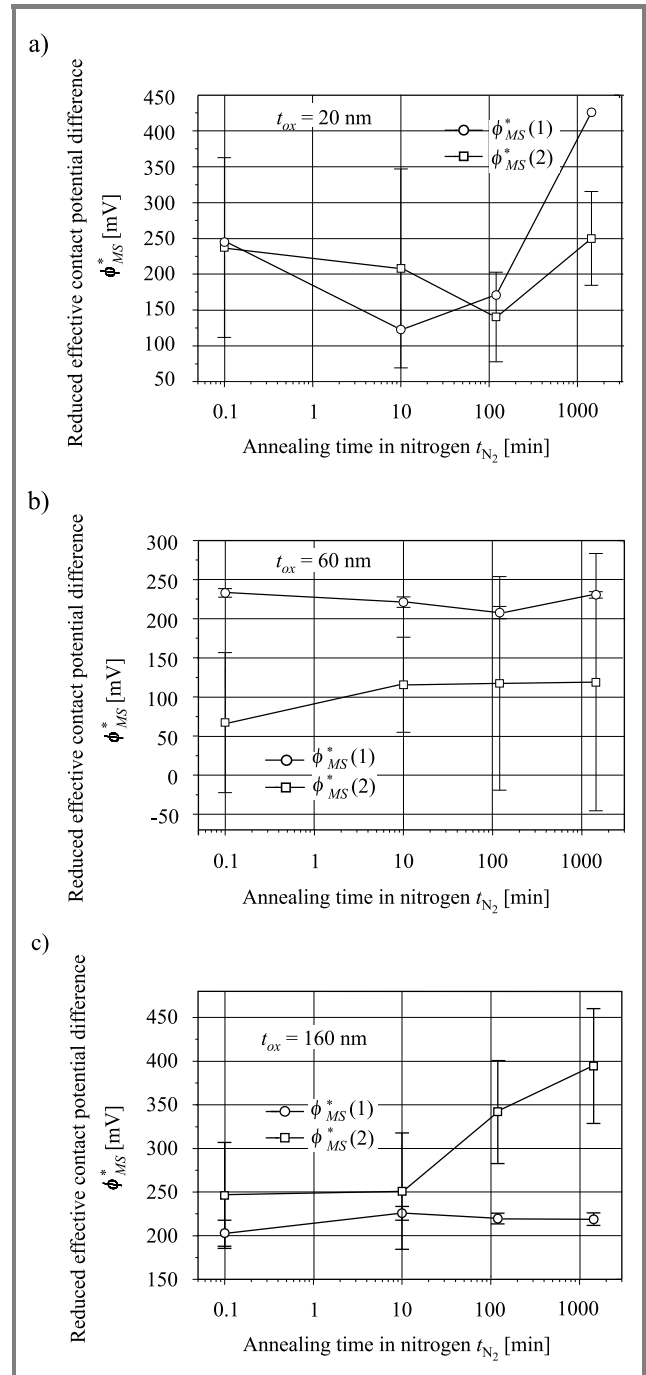 a)
Reduced effective contact potential difference
ϕ*MS [mV]
450
400
350
300
250
200
150
100
50
tox = 20 nm
ϕ*MS(1)
ϕ*MS(2)
0.1 1 10 100 1000
Annealing time in nitrogen tN2 [min]
b)
Reduced effective contact potential difference
ϕ*MS [mV]
300
250
200
150
100
50
0
-50
tox = 60 nm
ϕ*MS(1)
ϕ*MS(2)
0.1 1 10 100 1000
Annealing time in nitrogen tN2 [min]
c)
Reduced effective contact potential difference
ϕ*MS [mV]
450
400
350
300
250
200
150
tox = 160 nm
ϕ*MS(1)
ϕ*MS(2)
0.1 1 10 100 1000
Annealing time in nitrogen tN2 [min]